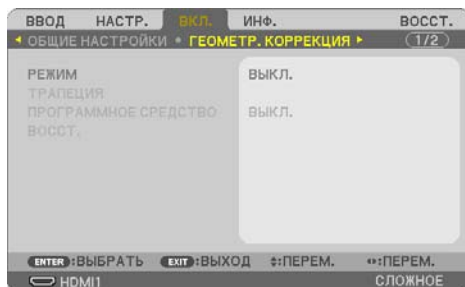 ВВОД НАСТР. ВКЛ. ИНФ. ВОССТ.
ОБЩИЕ НАСТРОЙКИ • ГЕОМЕТР. КОРРЕКЦИЯ 1/2
РЕЖИМ ВЫКЛ.
ТРАПЕЦИЯ
ПРОГРАММНОЕ СРЕДСТВО ВЫКЛ.
ВОССТ.
ENTER :ВЫБРАТЬ EXIT :ВЫХОД :ПЕРЕМ. :ПЕРЕМ.
HDMI1 СЛОЖНОЕ